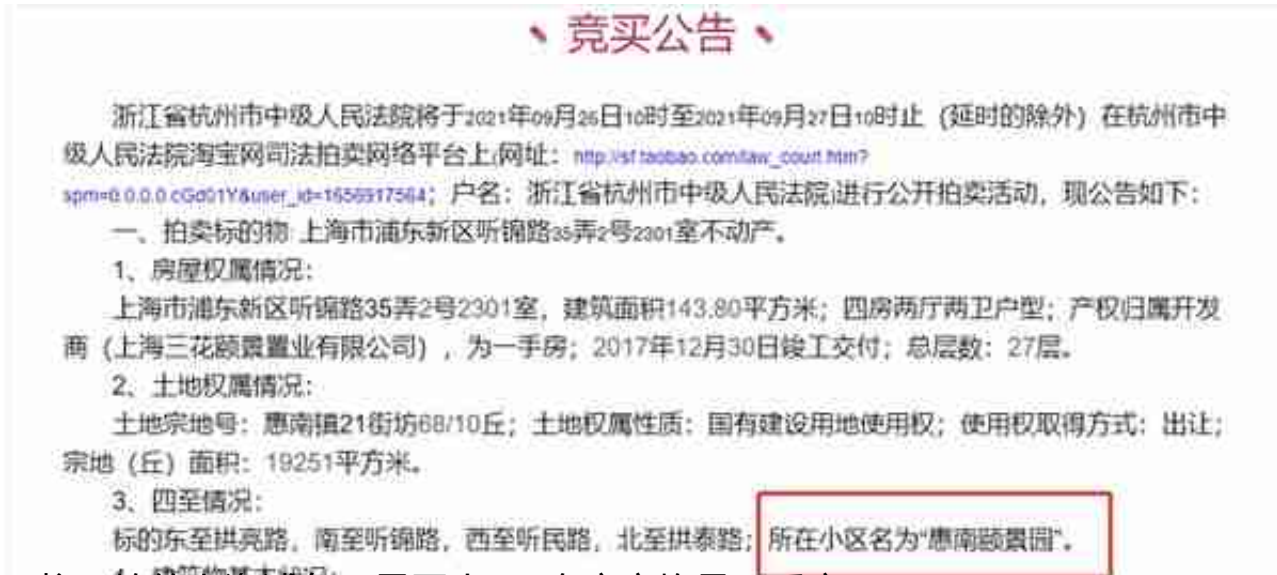 竞买公告
浙江省杭州市中级人民法院将于2021年09月26日10时至2021年09月27日10时止（延时的除外）在杭州市中
级人民法院淘宝网司法拍卖网络平台上(网址：http://sf.taobao.com/law_court.htm?
spm=0.0.0.0.cGd01Y&user_id=1656917564；户名：浙江省杭州市中级人民法院)进行公开拍卖活动，现公告如下：
一、拍卖标的物 上海市浦东新区听锦路35弄2号2301室不动产。
1、房屋权属情况：
上海市浦东新区听锦路35弄2号2301室，建筑面积143.80平方米；四房两厅两卫户型；产权归属开发
商（上海三花颐景置业有限公司），为一手房；2017年12月30日竣工交付；总层数：27层。
2、土地权属情况：
土地宗地号：惠南镇21街坊68/10丘；土地权属性质：国有建设用地使用权；使用权取得方式：出让；
宗地（丘）面积：19251平方米。
3、四至情况：
标的东至拱亮路，南至听锦路，西至听民路，北至拱泰路；所在小区名为“惠南颐景园”。